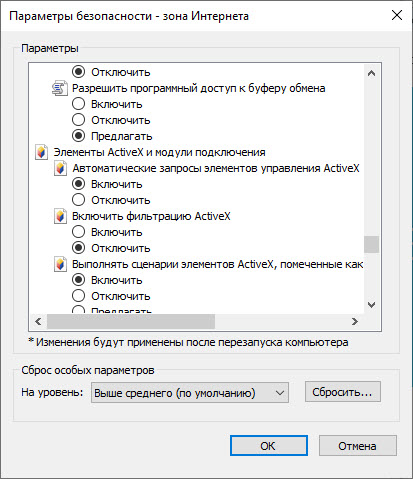 Параметры безопасности - зона Интернета
Параметры
Отключить
Разрешить программный доступ к буферу обмена
Включить
Отключить
Предлагать
Элементы ActiveX и модули подключения
Автоматические запросы элементов управления ActiveX
Включить
Отключить
Включить фильтрацию ActiveX
Включить
Отключить
Выполнять сценарии элементов ActiveX, помеченные как
Включить
Отключить
Предлагать
* Изменения будут применены после перезапуска компьютера
Сброс особых параметров
На уровень: Выше среднего (по умолчанию) Сбросить...
OK Отмена